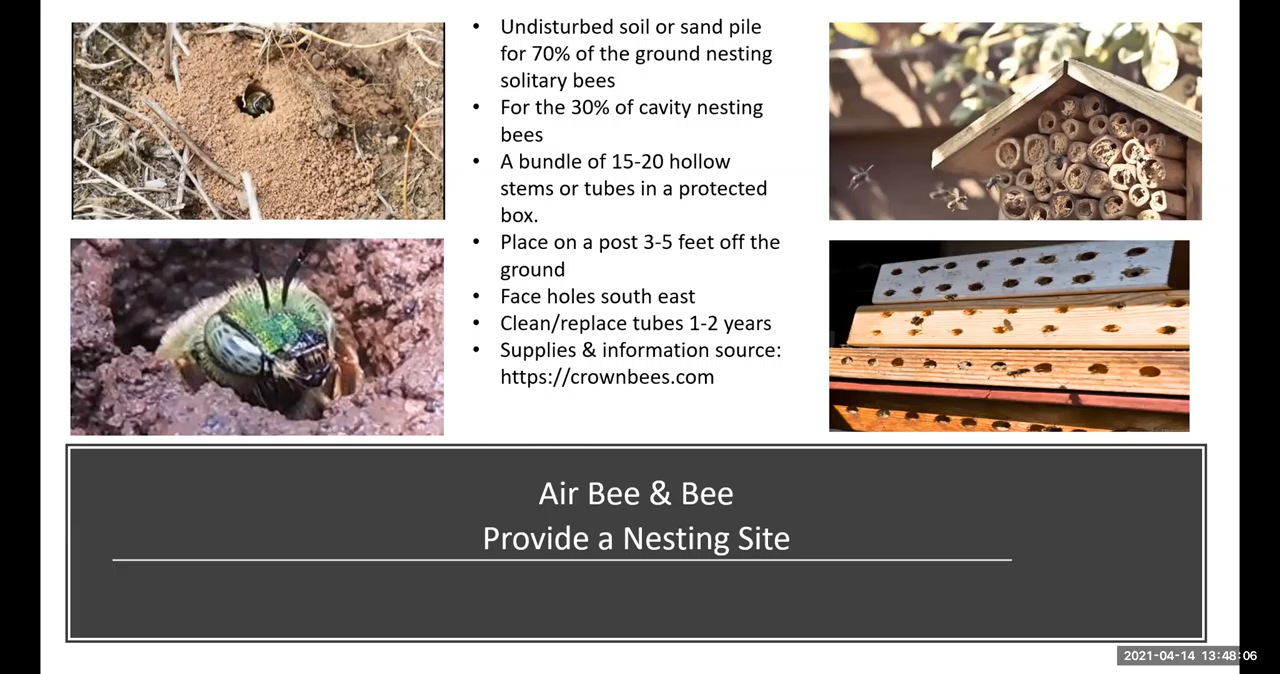 • Undisturbed soil or sand pile
for 70% of the ground nesting
solitary bees
• For the 30% of cavity nesting
bees
• A bundle of 15-20 hollow
stems or tubes in a protected
box.
• Place on a post 3-5 feet off the
ground
• Face holes south east
• Clean/replace tubes 1-2 years
• Supplies & information source:
https://crownbees.com
Air Bee & Bee
Provide a Nesting Site
2021-04-14 13:48:06